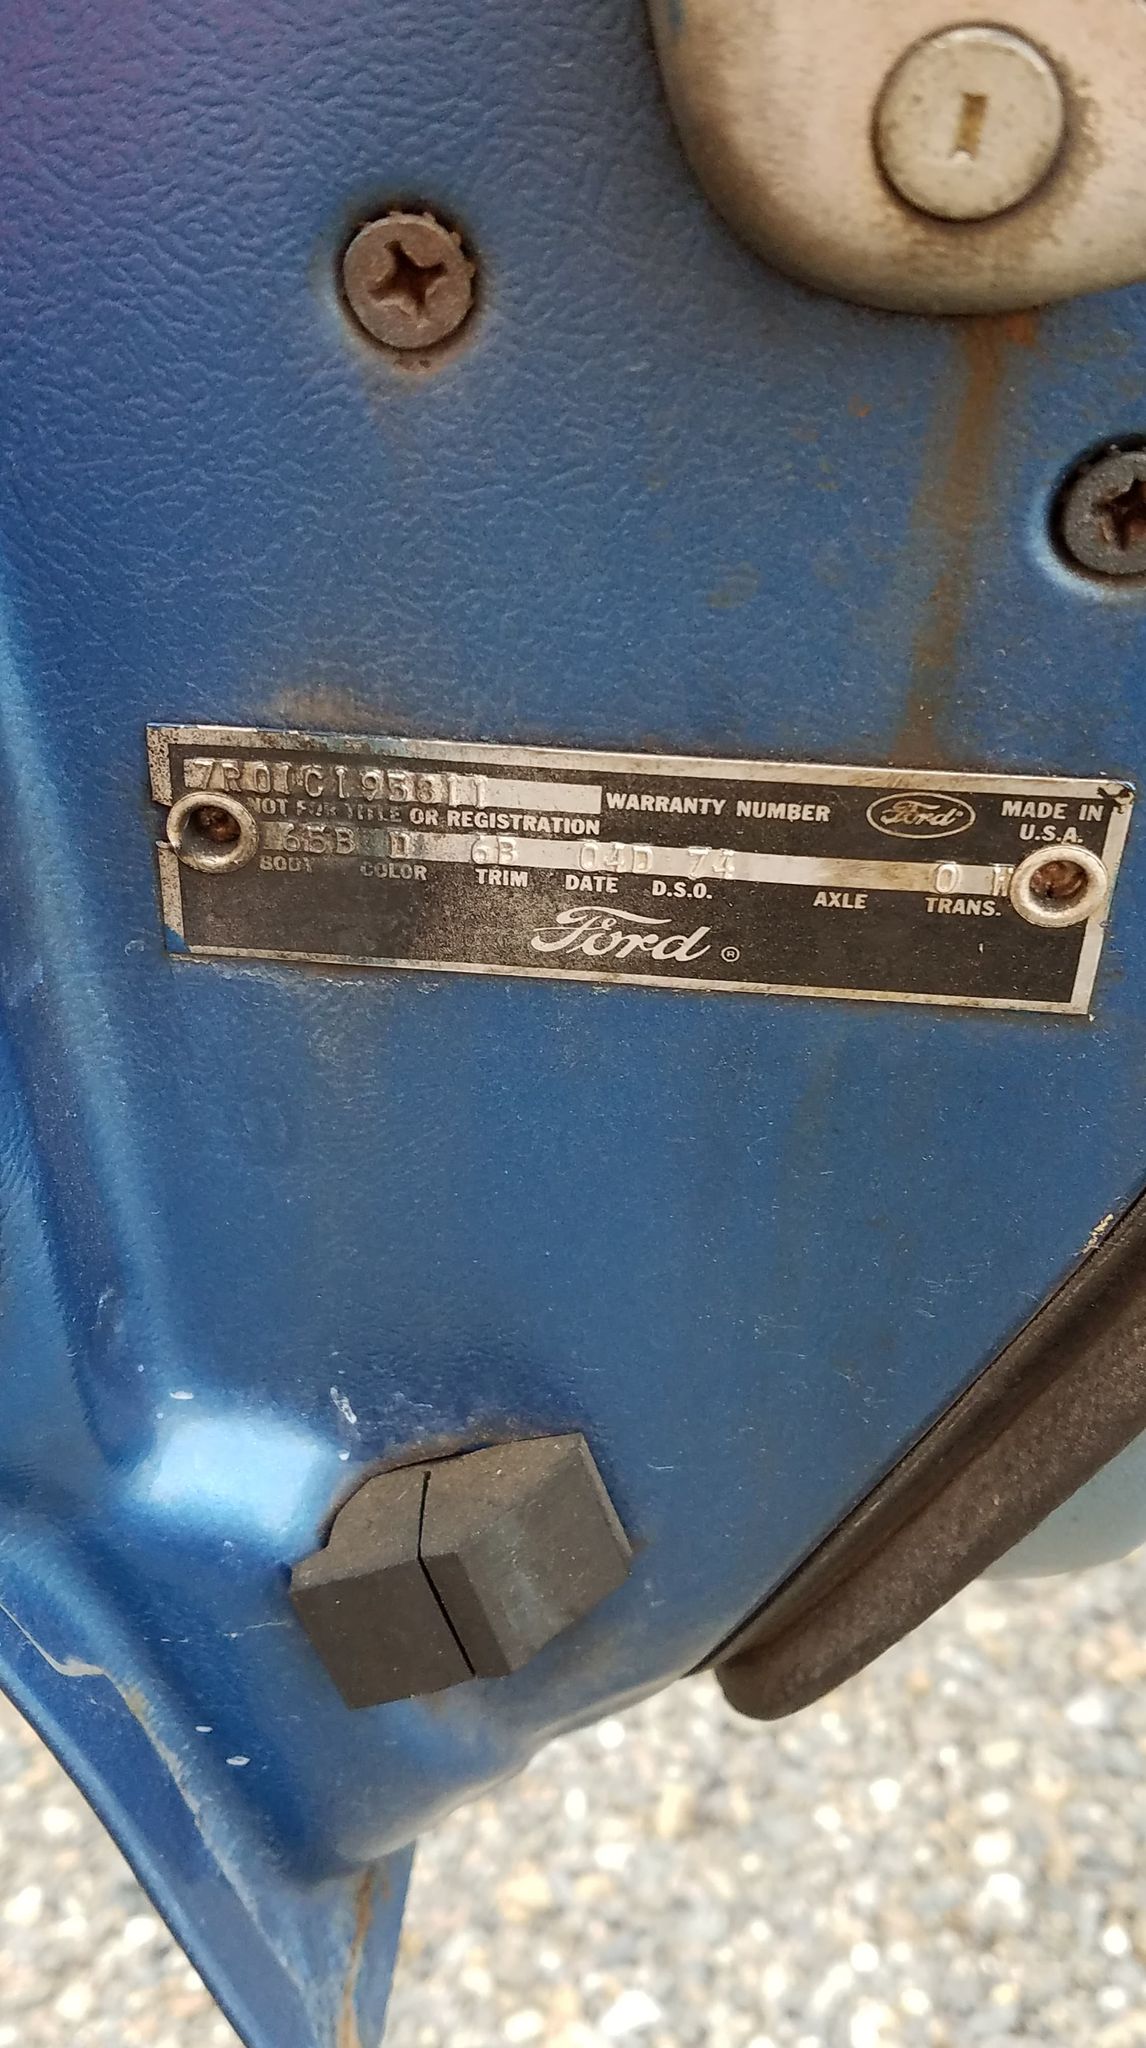 7R01C195811
WARRANTY NUMBER
Ford
MADE IN
U.S.A.
NOT FOR TITLE OR REGISTRATION
65B D 6B 04D 74 0 W
BODY COLOR TRIM DATE D.S.O. AXLE TRANS.
Ford ®